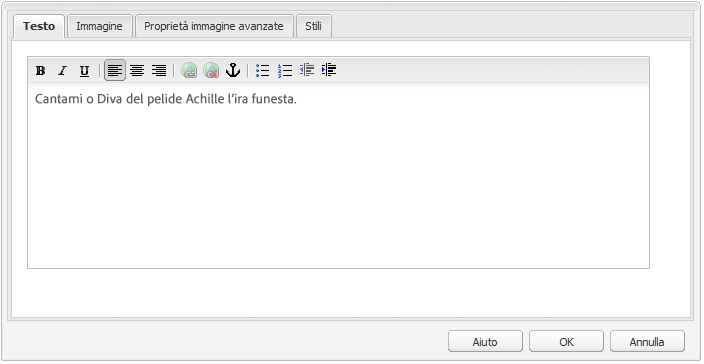 Testo Immagine Proprietà immagine avanzate Stili
B I U
Cantami o Diva del pelide Achille l'ira funesta.
Aiuto OK Annulla